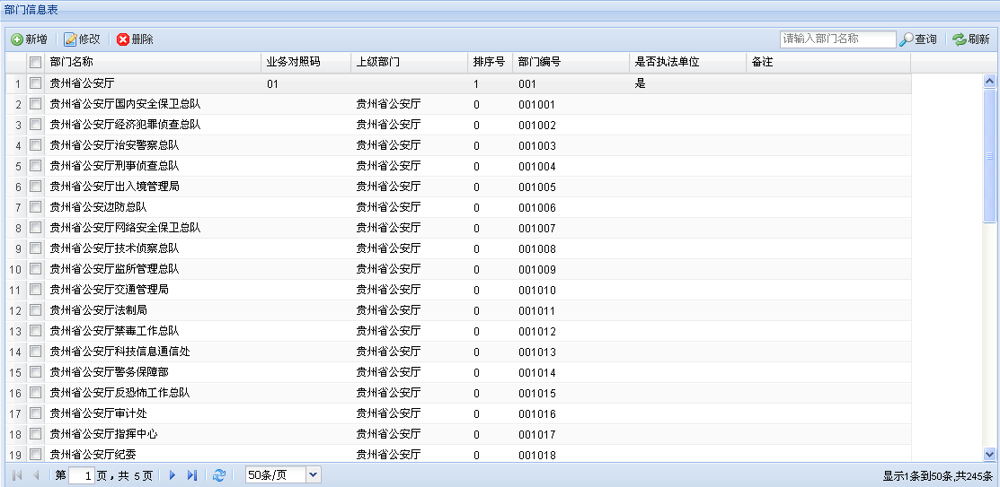 部门信息表
新增 修改 删除 请输入部门名称 查询 刷新
部门名称 业务对照码 上级部门 排序号 部门编号 是否执法单位 备注
1 贵州省公安厅 01 1 001 是
2 贵州省公安厅国内安全保卫总队 贵州省公安厅 0 001001
3 贵州省公安厅经济犯罪侦查总队 贵州省公安厅 0 001002
4 贵州省公安厅治安警察总队 贵州省公安厅 0 001003
5 贵州省公安厅刑事侦查总队 贵州省公安厅 0 001004
6 贵州省公安厅出入境管理局 贵州省公安厅 0 001005
7 贵州省公安边防总队 贵州省公安厅 0 001006
8 贵州省公安厅网络安全保卫总队 贵州省公安厅 0 001007
9 贵州省公安厅技术侦察总队 贵州省公安厅 0 001008
10 贵州省公安厅监所管理总队 贵州省公安厅 0 001009
11 贵州省公安厅交通管理局 贵州省公安厅 0 001010
12 贵州省公安厅法制局 贵州省公安厅 0 001011
13 贵州省公安厅禁毒工作总队 贵州省公安厅 0 001012
14 贵州省公安厅科技信息通信处 贵州省公安厅 0 001013
15 贵州省公安厅警务保障部 贵州省公安厅 0 001014
16 贵州省公安厅反恐怖工作总队 贵州省公安厅 0 001015
17 贵州省公安厅审计处 贵州省公安厅 0 001016
18 贵州省公安厅指挥中心 贵州省公安厅 0 001017
19 贵州省公安厅纪委 贵州省公安厅 0 001018
第 1 页,共 5 页 50条/页 显示1条到50条,共245条